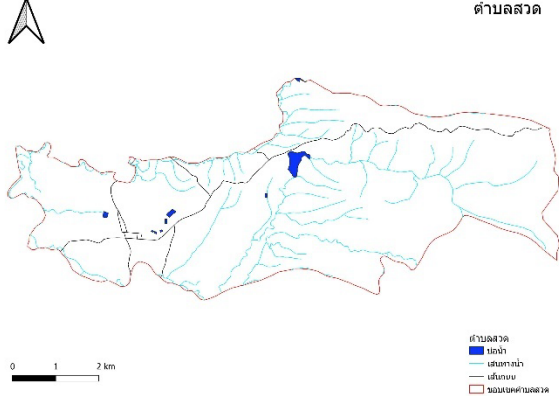 ตำบลสวด
0 1 2 km
ตำบลสวด
บ่อน้ำ
เส้นทางน้ำ
เส้นถนน
ขอบเขตตำบลสวด